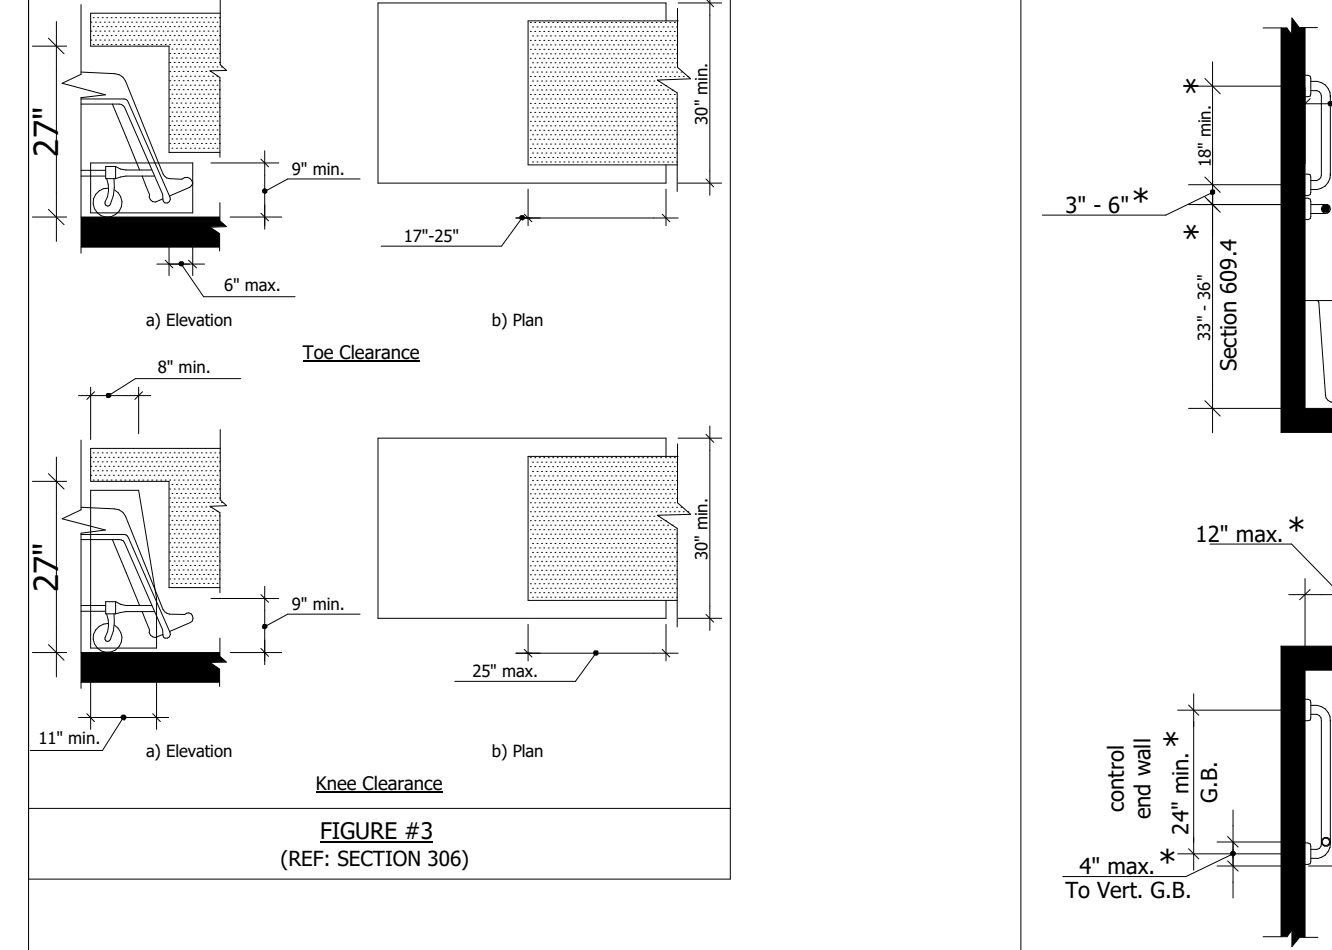 27"
9" min.
6" max.
a) Elevation
30" min.
17"-25"
b) Plan
Toe Clearance
8" min.
27"
9" min.
11" min.
a) Elevation
30" min.
25" max.
b) Plan
Knee Clearance
FIGURE #3
(REF: SECTION 306)
*
18" min.
3" - 6"*
*
33" - 36"
Section 609.4
12" max. *
control
end wall
24" min. *
G.B.
4" max. *
To Vert. G.B.